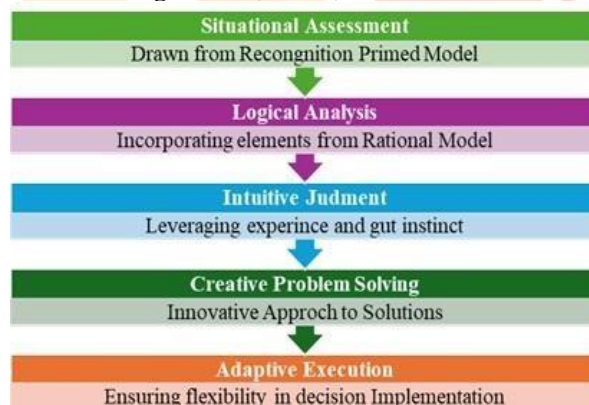 Situational Assessment
Drawn from Recongnition Primed Model
Logical Analysis
Incorporating elements from Rational Model
Intuitive Judment
Leveraging experince and gut instinct
Creative Problem Solving
Innovative Approch to Solutions
Adaptive Execution
Ensuring flexibility in decision Implementation